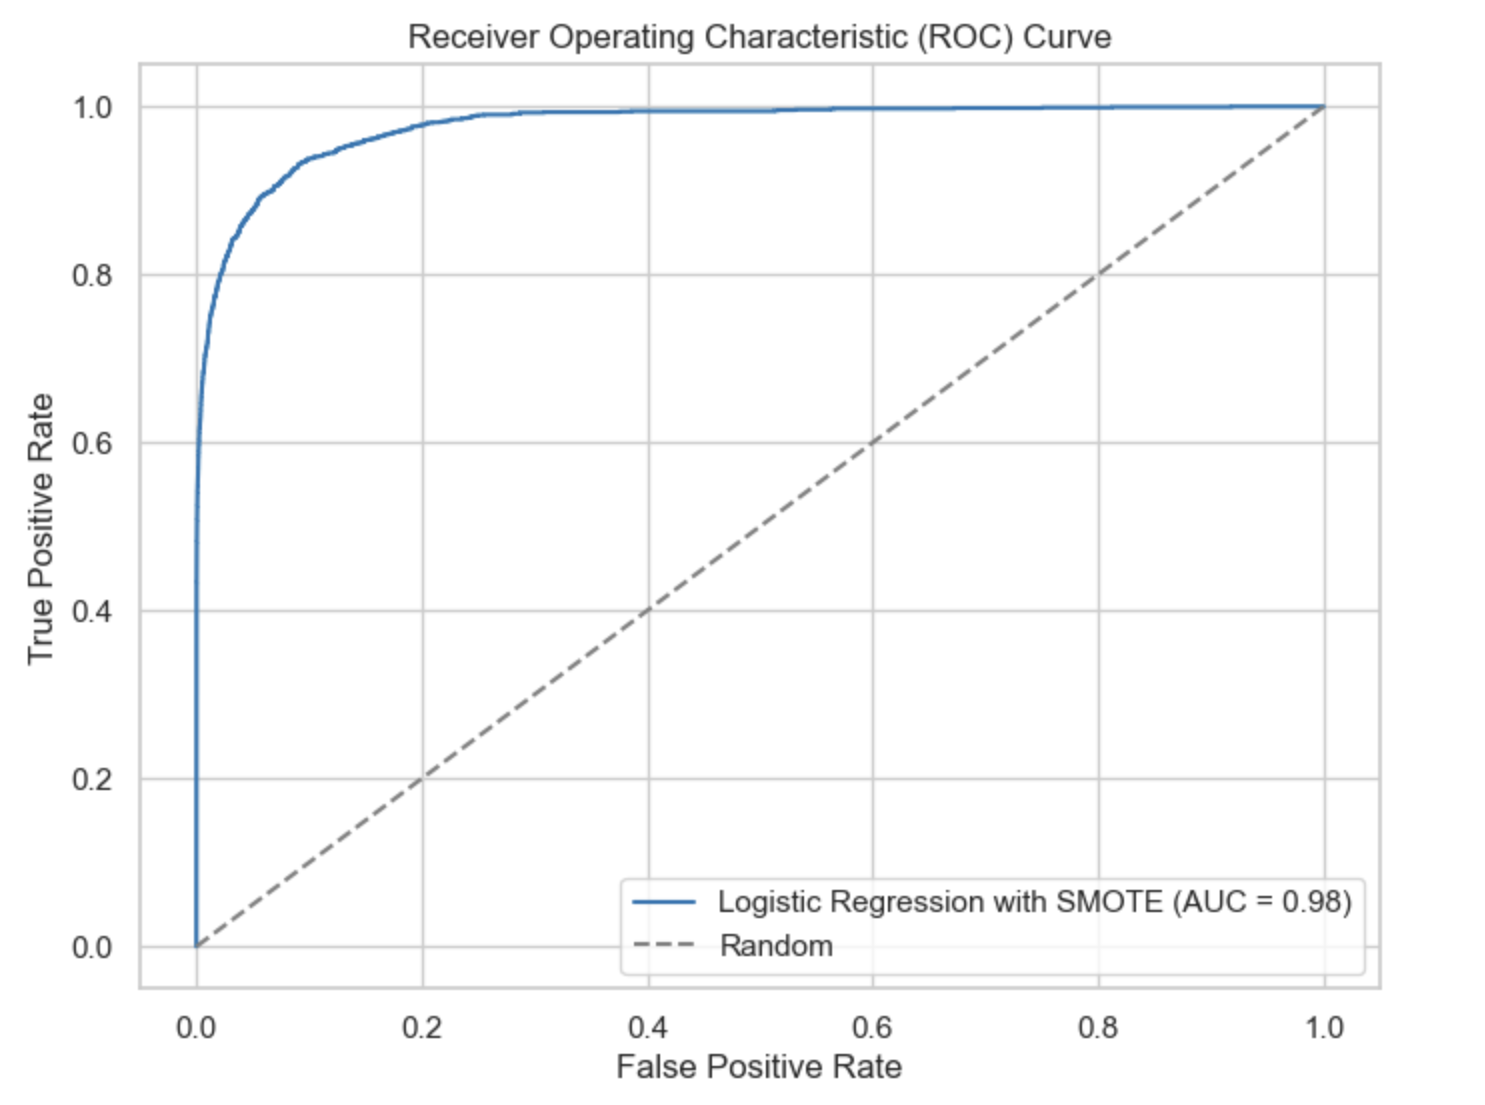 Receiver Operating Characteristic (ROC) Curve
1.0
0.8
0.6
0.4
0.2
0.0
True Positive Rate
Logistic Regression with SMOTE (AUC = 0.98)
Random
0.0 0.2 0.4 0.6 0.8 1.0
False Positive Rate